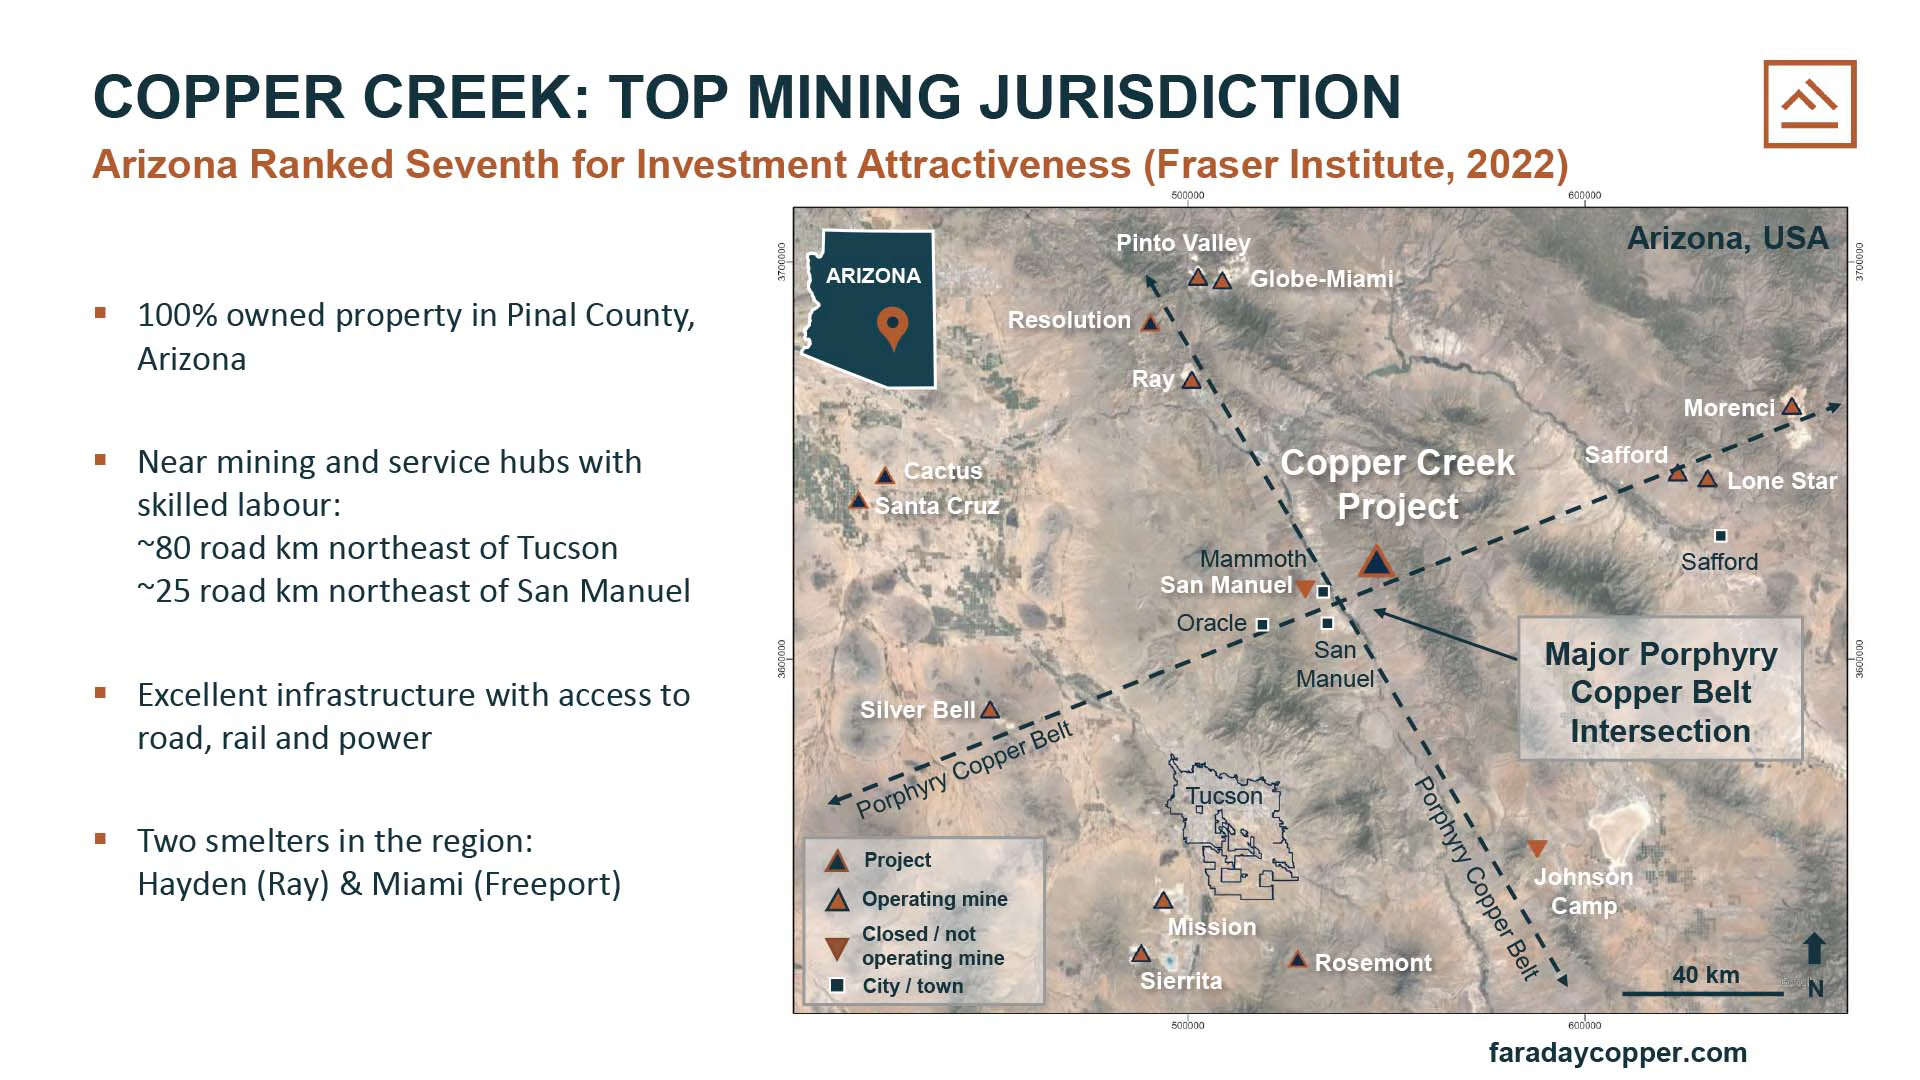 COPPER CREEK: TOP MINING JURISDICTION
Arizona Ranked Seventh for Investment Attractiveness (Fraser Institute, 2022)
▪ 100% owned property in Pinal County,
Arizona
▪ Near mining and service hubs with
skilled labour:
~80 road km northeast of Tucson
~25 road km northeast of San Manuel
▪ Excellent infrastructure with access to
road, rail and power
▪ Two smelters in the region:
Hayden (Ray) & Miami (Freeport)
500000
600000
3700000
3700000
ARIZONA
Arizona, USA
Pinto Valley
Globe-Miami
Resolution
Ray
Morenci
Safford
Lone Star
Copper Creek
Project
Cactus
Santa Cruz
Safford
Mammoth
San Manuel
Oracle
San
Manuel
Major Porphyry
Copper Belt
Intersection
3600000
3600000
Silver Bell
Porphyry Copper Belt
Tucson
Porphyry Copper Belt
Johnson
Camp
Mission
Sierrita
Rosemont
Project
Operating mine
Closed / not
operating mine
City / town
40 km
N
500000
600000
faradaycopper.com